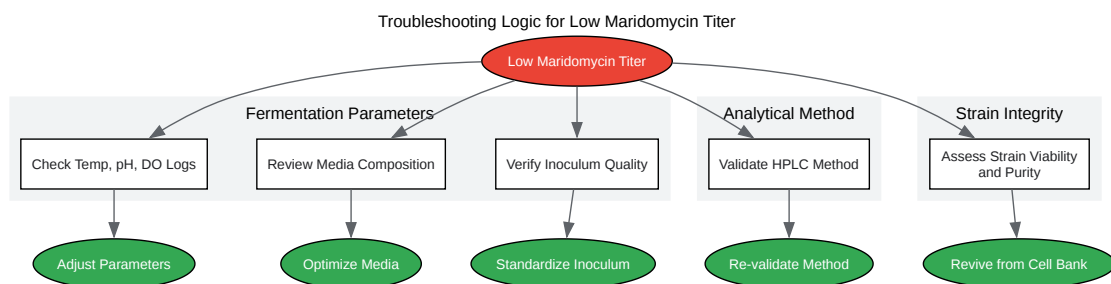 Troubleshooting Logic for Low Maridomycin Titer
Low Maridomycin Titer
Fermentation Parameters
Analytical Method
Strain Integrity
Check Temp, pH, DO Logs
Review Media Composition
Verify Inoculum Quality
Validate HPLC Method
Assess Strain Viability
and Purity
Adjust Parameters
Optimize Media
Standardize Inoculum
Re-validate Method
Revive from Cell Bank